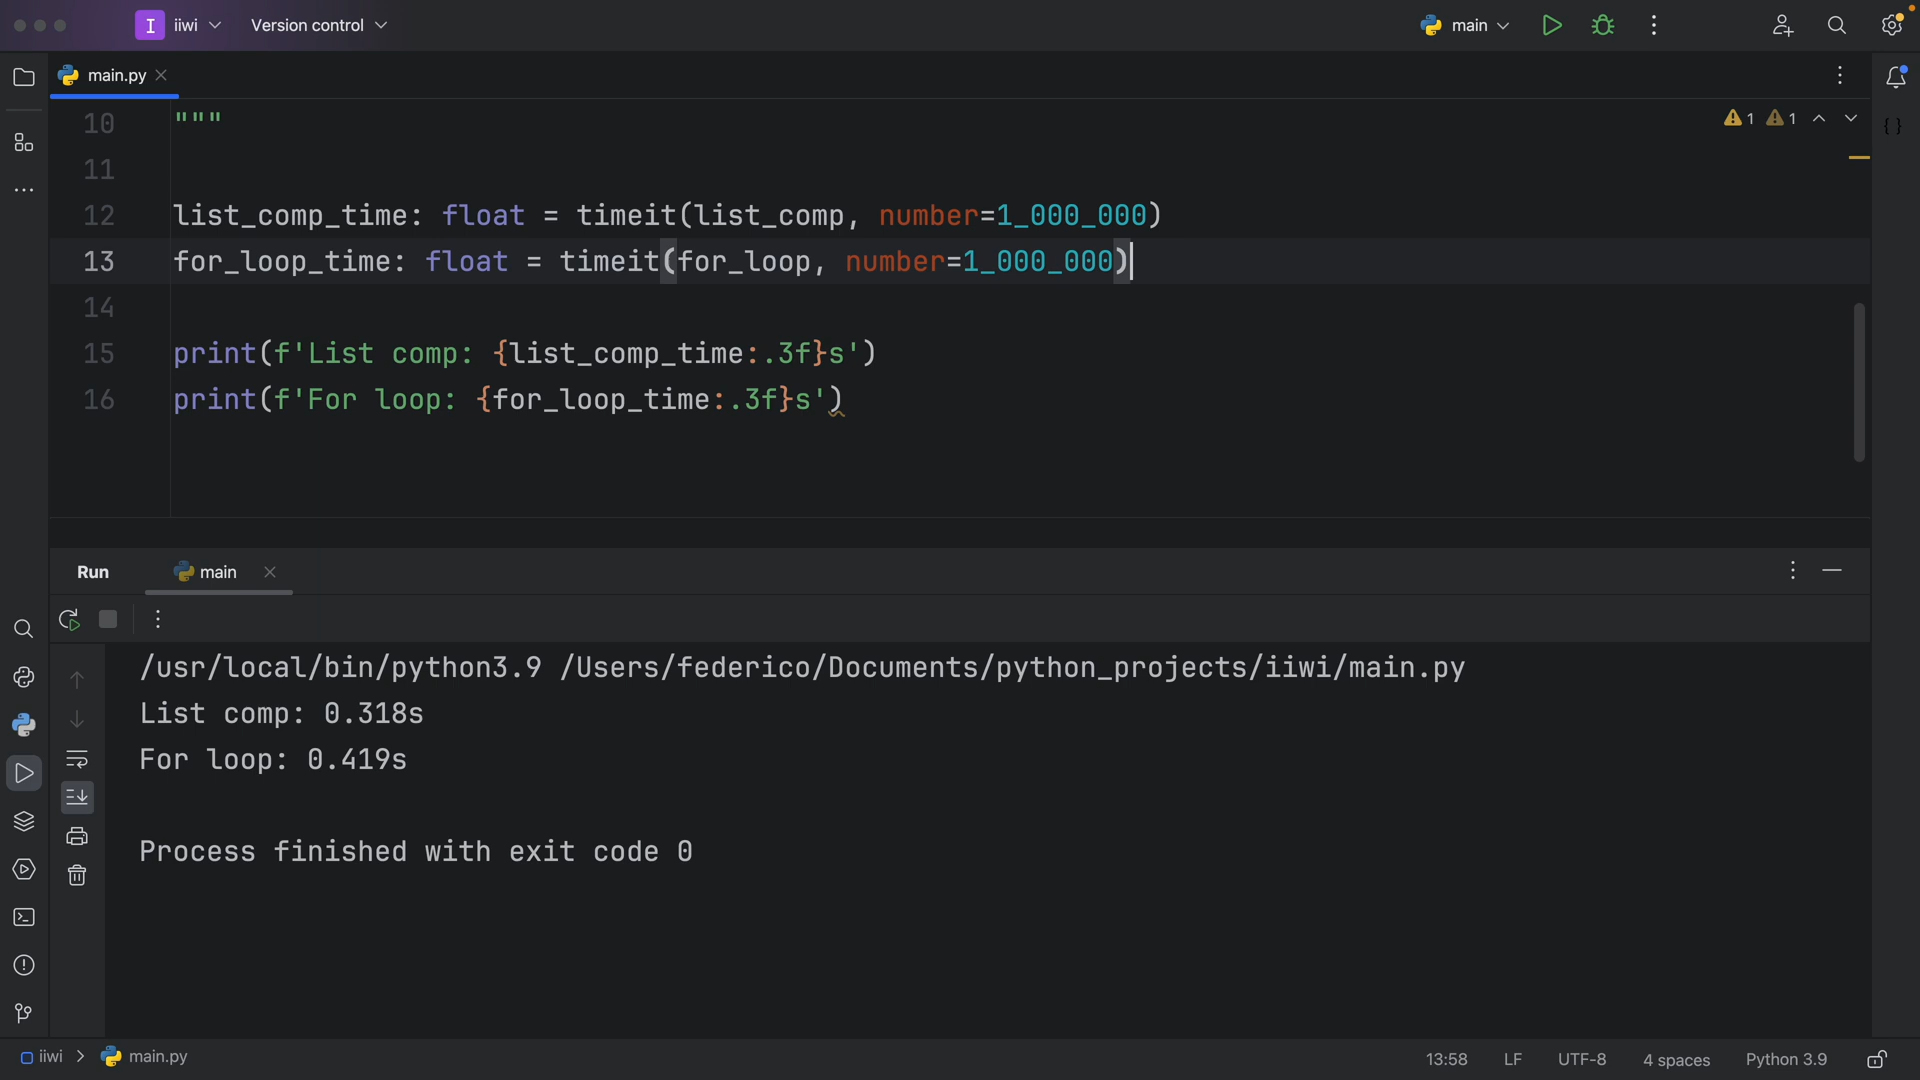 I iiwi Version control main
main.py
10 """
1 1
11
12 list_comp_time: float = timeit(list_comp, number=1_000_000)
13 for_loop_time: float = timeit(for_loop, number=1_000_000)
14
15 print(f'List comp: {list_comp_time:.3f}s')
16 print(f'For loop: {for_loop_time:.3f}s')
Run main
/usr/local/bin/python3.9 /Users/federico/Documents/python_projects/iiwi/main.py
List comp: 0.318s
For loop: 0.419s
Process finished with exit code 0
iiwi > main.py 13:58 LF UTF-8 4 spaces Python 3.9